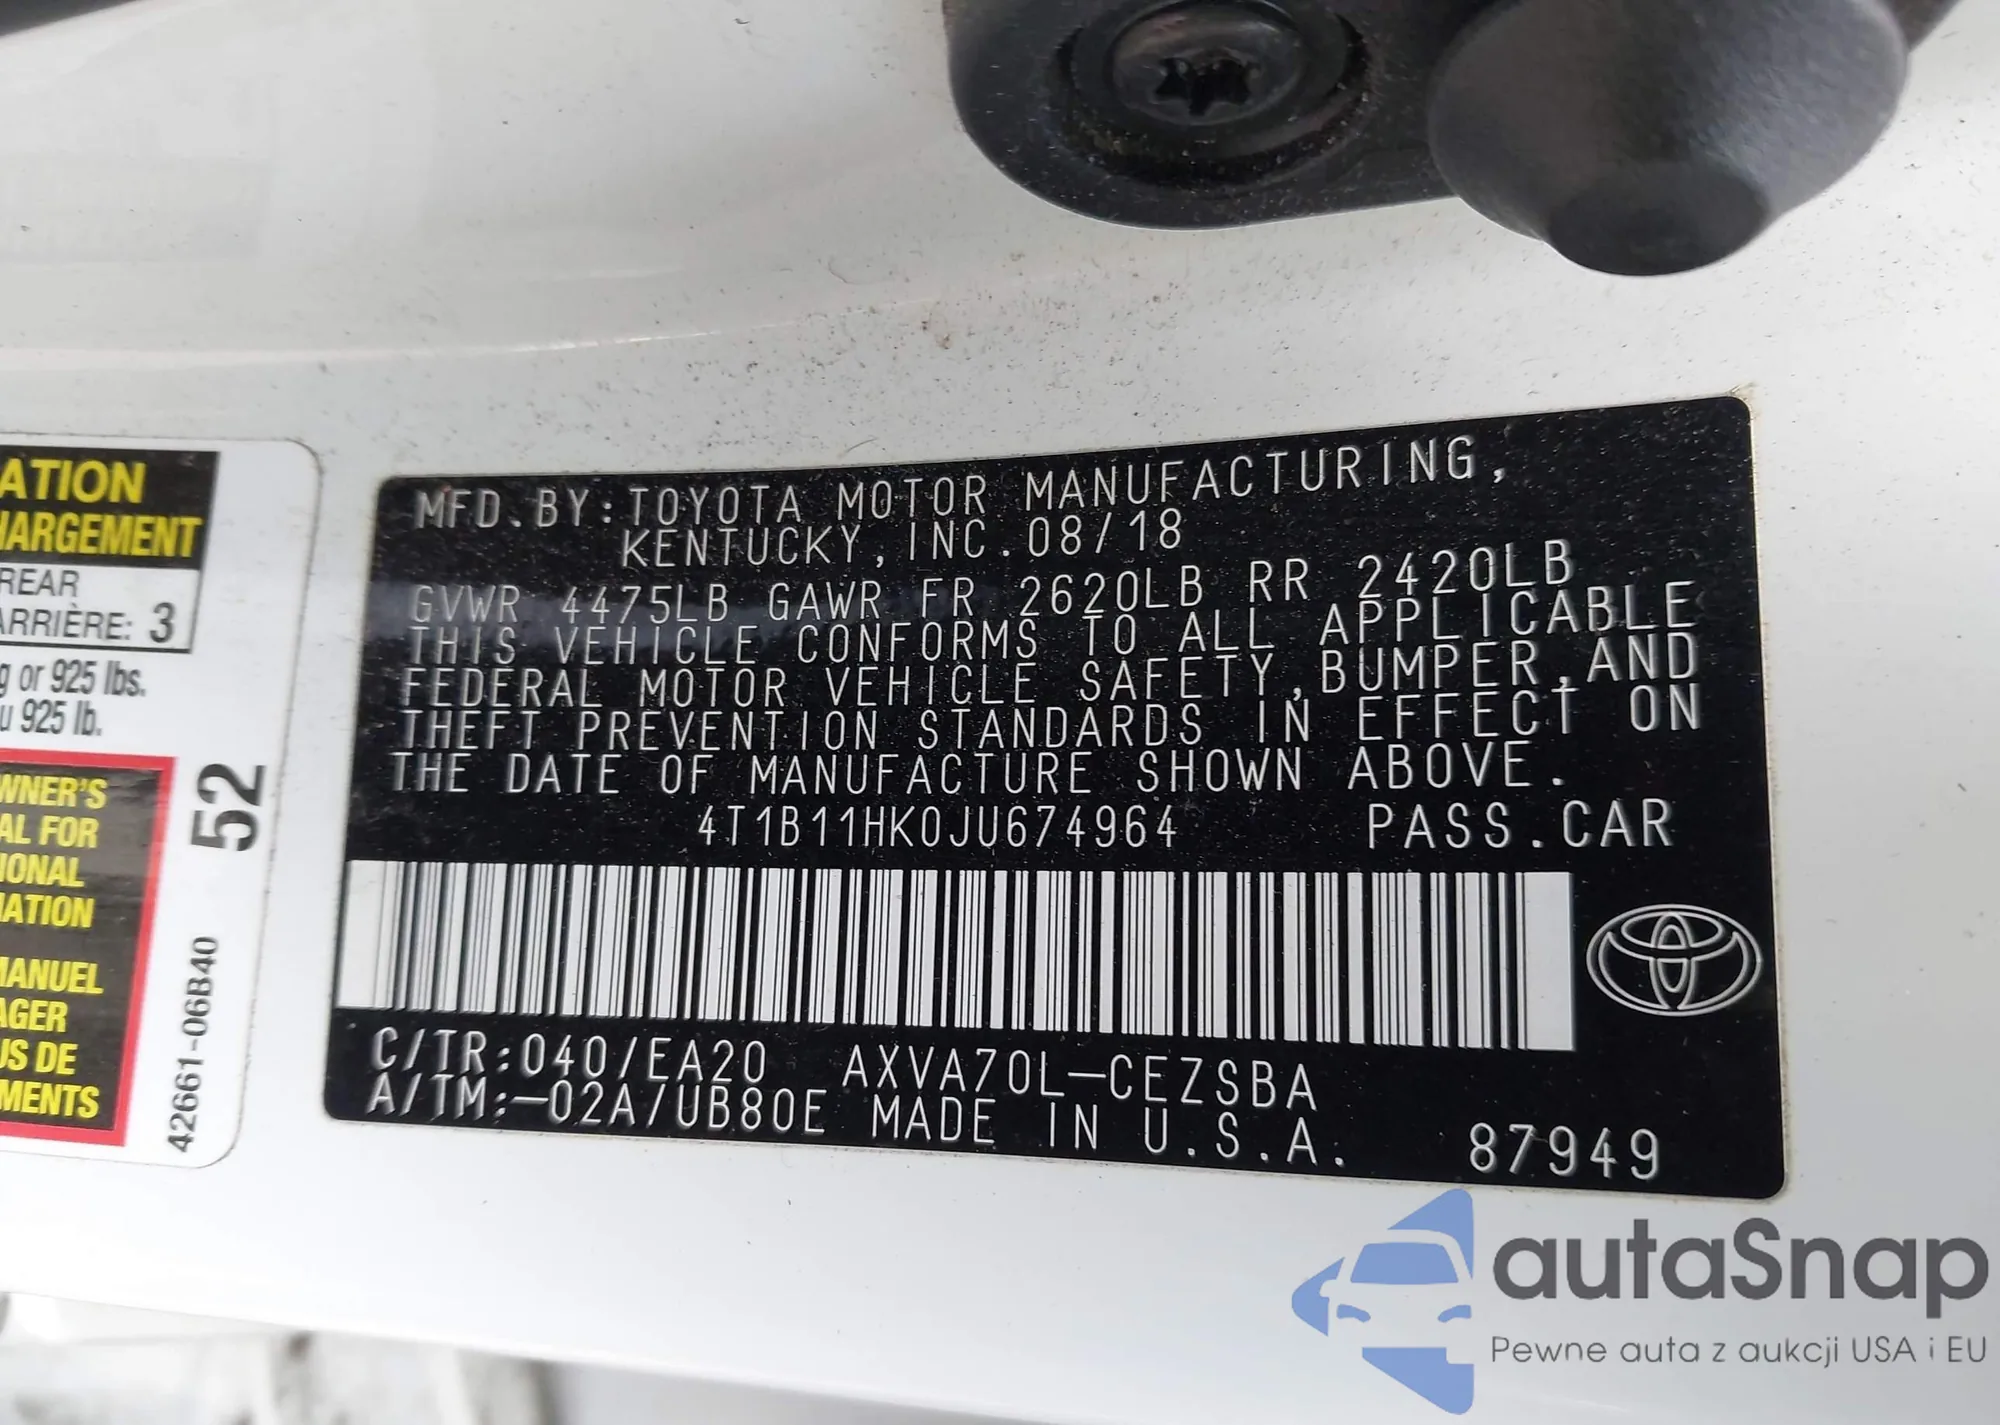 ATION
HARGEMENT
REAR
ARRIÈRE: 3
g or 925 lbs.
u 925 lb.
WNER'S
AL FOR
IONAL
MATION
MANUEL
AGER
US DE
MENTS
52
42661-06B40
MFD.BY:TOYOTA MOTOR MANUFACTURING,
KENTUCKY,INC.08/18
GVWR 4475LB GAWR FR 2620LB RR 2420LB
THIS VEHICLE CONFORMS TO ALL APPLICABLE
FEDERAL MOTOR VEHICLE SAFETY,BUMPER,AND
THEFT PREVENTION STANDARDS IN EFFECT ON
THE DATE OF MANUFACTURE SHOWN ABOVE.
4T1B11HK0JU674964 PASS.CAR
C/TR:040/EA20 AXVA70L-CEZSBA
A/TM:-02A/UB80E MADE IN U.S.A. 87949
autaSnap
Pewne auta z aukcji USA i EU